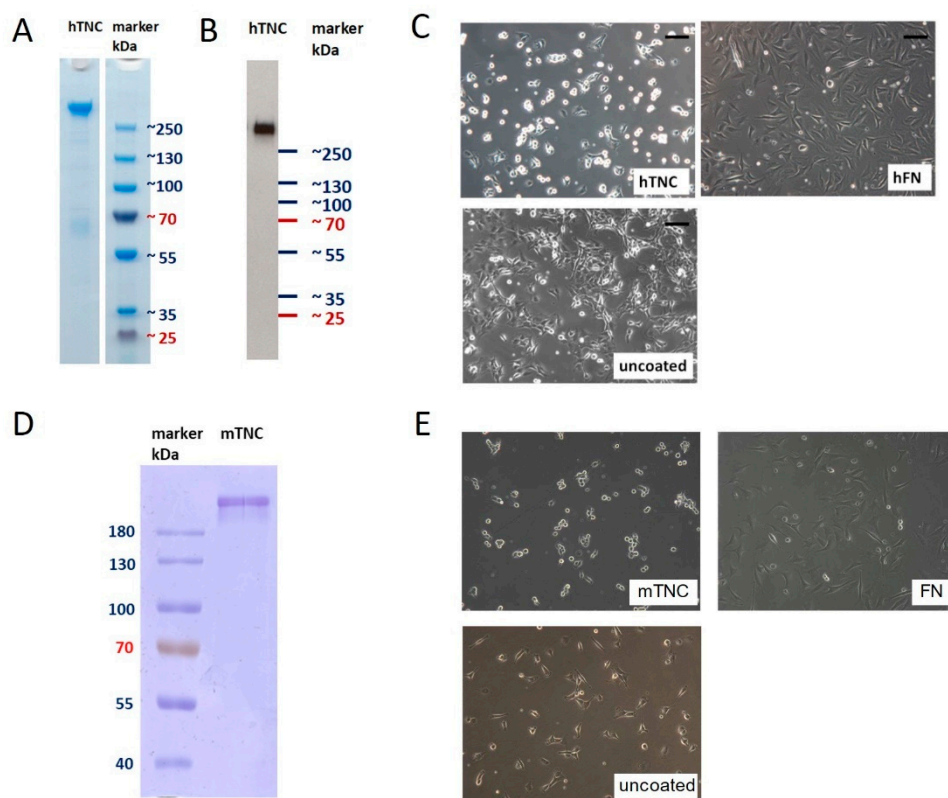 A
hTNC
marker
kDa
~250
~130
~100
~ 70
~ 55
~ 35
~ 25
B
hTNC
marker
kDa
~ 250
~ 130
~100
~ 70
~ 55
~ 35
~ 25
C
hTNC
hFN
uncoated
D
marker
kDa
mTNC
180
130
100
70
55
40
E
mTNC
FN
uncoated